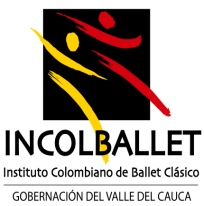 INCOLBALLET
Instituto Colombiano de Ballet Clásico
GOBERNACIÓN DEL VALLE DEL CAUCA